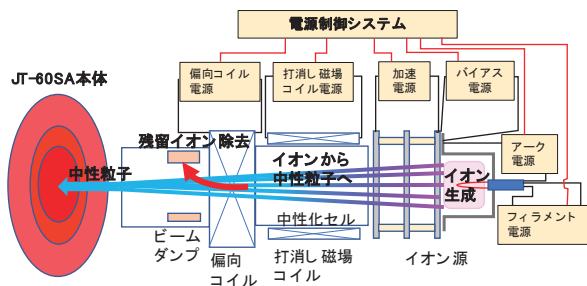 電源制御システム
JT-60SA本体
偏向コイル
電源
打消し磁場
コイル電源
加速
電源
バイアス
電源
残留イオン除去
中性粒子
イオンから
中性粒子へ
イオン
生成
アーク
電源
フィラメント
電源
中性化セル
ビーム
ダンプ
偏向
コイル
打消し磁場
コイル
イオン源